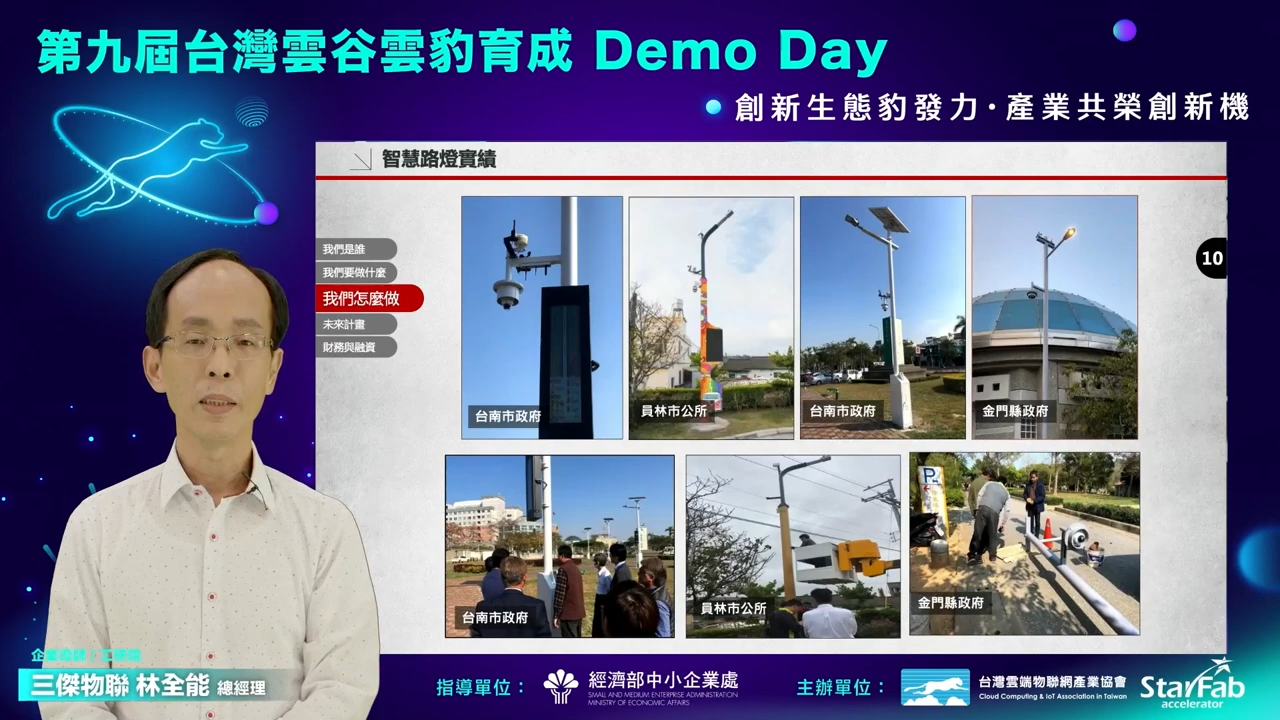 第九屆台灣雲谷雲豹育成 Demo Day
創新生態豹發力·產業共榮創新機
智慧路燈實績
我們是誰
我們要做什麼
我們怎麼做
未來計畫
財務與融資
10
台南市政府
員林市公所
台南市政府
金門縣政府
台南市政府
員林市公所
金門縣政府
P
三傑物聯 林全能 總經理
指導單位：
經濟部中小企業處
SMALL AND MEDIUM ENTERPRISE ADMINISTRATION
MINISTRY OF ECONOMIC AFFAIRS
主辦單位：
台灣雲端物聯網產業協會
Cloud Computing & IoT Association in Taiwan
StarFab
accelerator